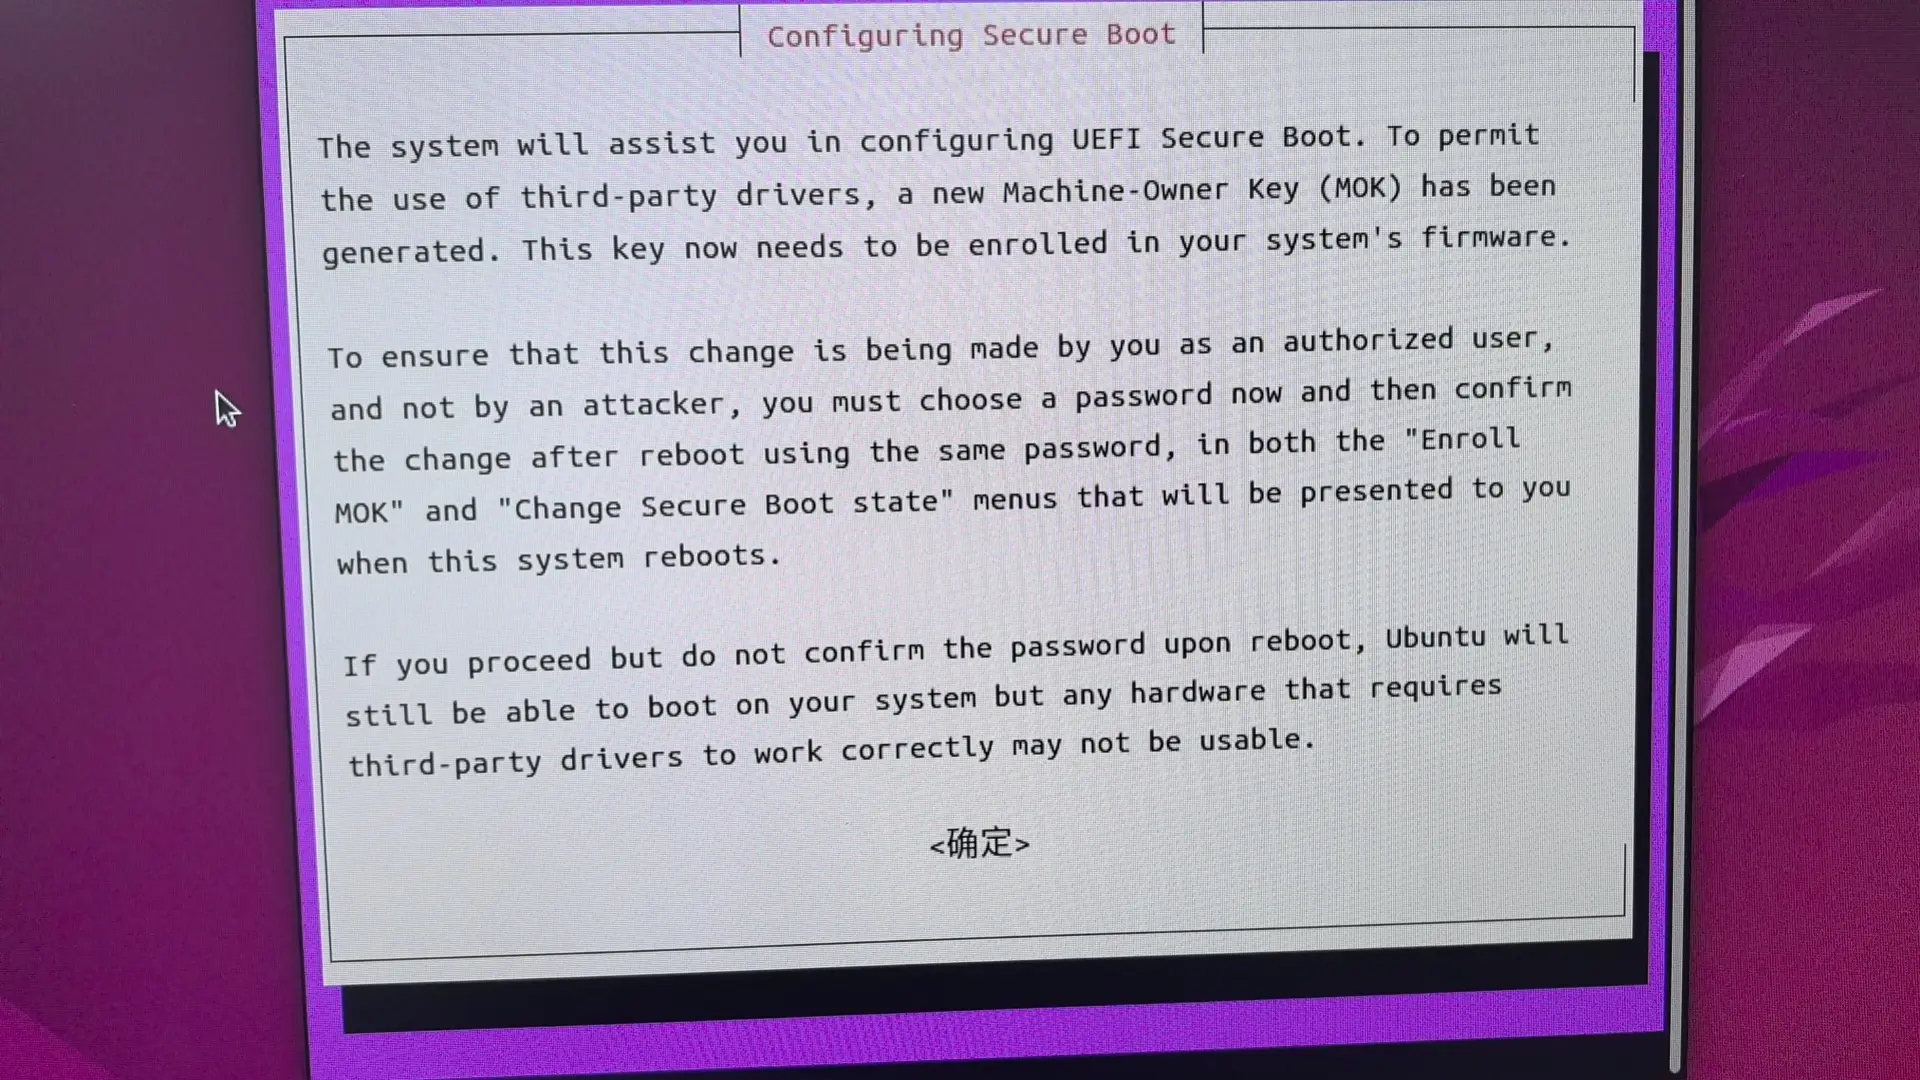 Configuring Secure Boot
The system will assist you in configuring UEFI Secure Boot. To permit
the use of third-party drivers, a new Machine-Owner Key (MOK) has been
generated. This key now needs to be enrolled in your system's firmware.
To ensure that this change is being made by you as an authorized user,
and not by an attacker, you must choose a password now and then confirm
the change after reboot using the same password, in both the "Enroll
MOK" and "Change Secure Boot state" menus that will be presented to you
when this system reboots.
If you proceed but do not confirm the password upon reboot, Ubuntu will
still be able to boot on your system but any hardware that requires
third-party drivers to work correctly may not be usable.
<确定>